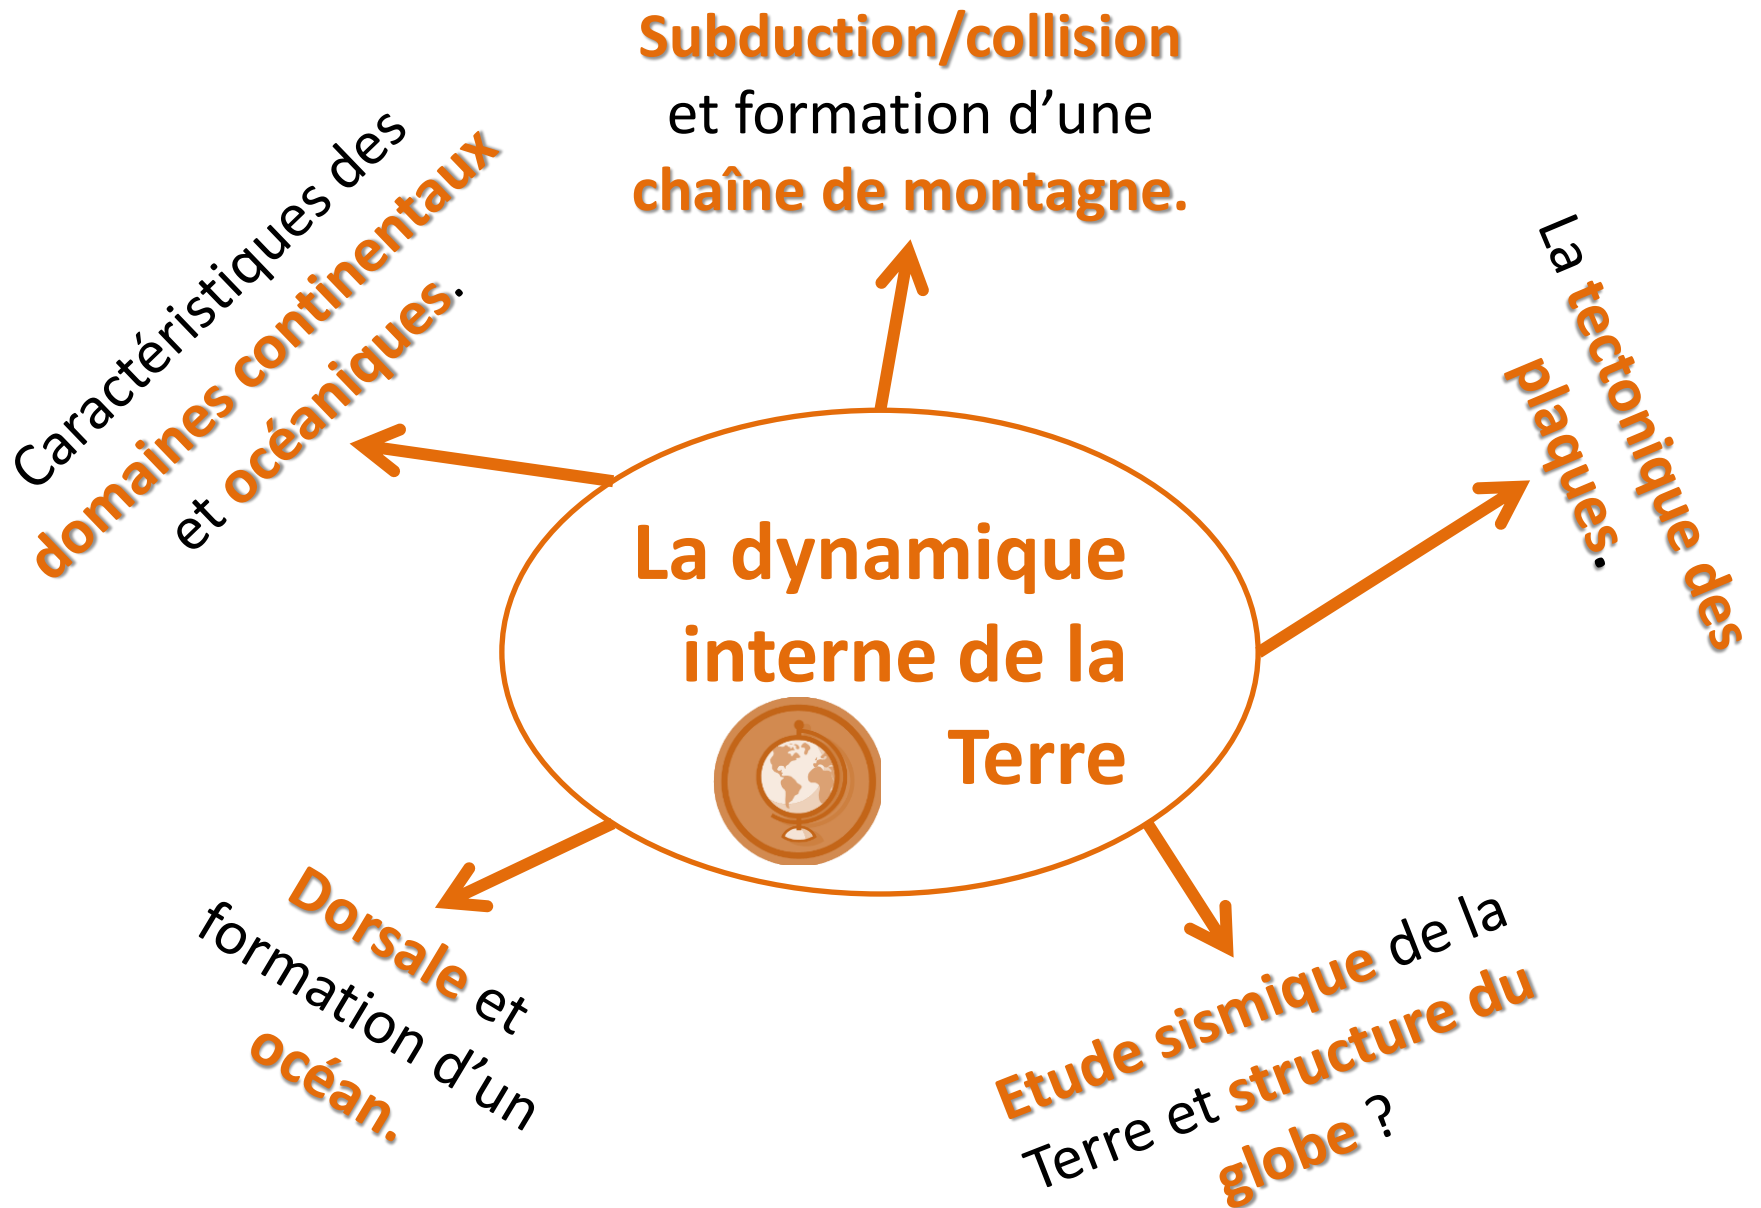 Subduction/collision
et formation d’une
chaîne de montagne.
Caractéristiques des
domaines continentaux
et océaniques.
La tectonique des
plaques.
La dynamique
interne de la
Terre
Dorsale et
formation d’un
océan.
Etude sismique de la
Terre et structure du
globe ?